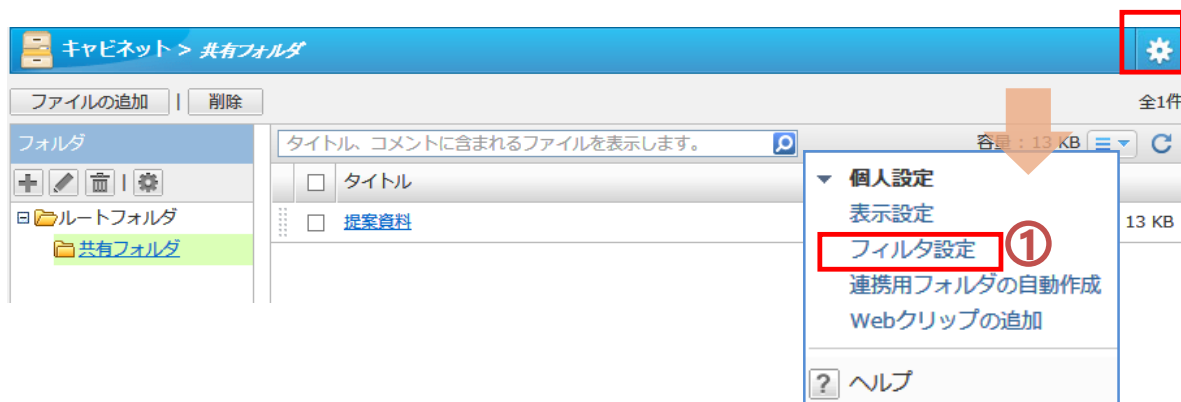 キャビネット > 共有フォルダ
ファイルの追加 | 削除
全1件
フォルダ
タイトル、コメントに含まれるファイルを表示します。
容量 : 13 KB
タイトル
ルートフォルダ
共有フォルダ
提案資料
13 KB
個人設定
表示設定
フィルタ設定
①
連携用フォルダの自動作成
Webクリップの追加
? ヘルプ